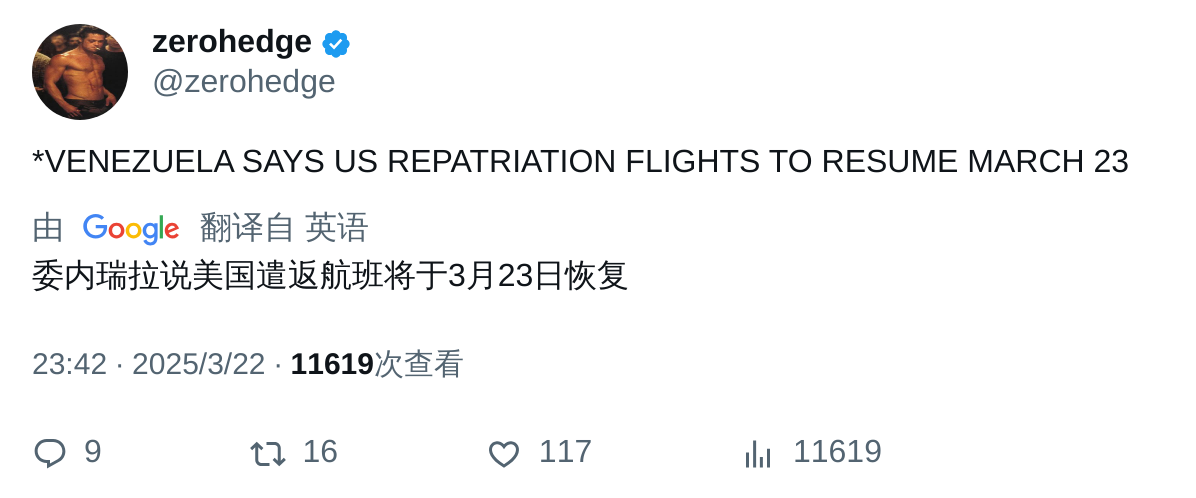 zerohedge
@zerohedge
*VENEZUELA SAYS US REPATRIATION FLIGHTS TO RESUME MARCH 23
由 Google 翻译自 英语
委内瑞拉说美国遣返航班将于3月23日恢复
23:42 · 2025/3/22 · 11619次查看
9 16 117 11619